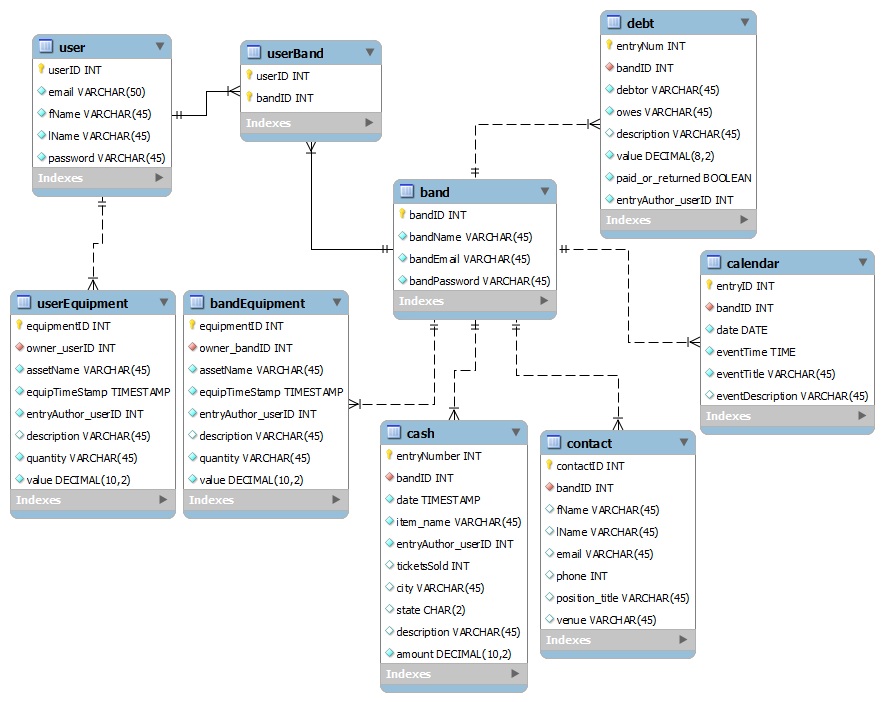 user
userID INT
email VARCHAR(50)
fName VARCHAR(45)
lName VARCHAR(45)
password VARCHAR(45)
Indexes
userBand
userID INT
bandID INT
Indexes
debt
entryNum INT
bandID INT
debtor VARCHAR(45)
owes VARCHAR(45)
description VARCHAR(45)
value DECIMAL(8,2)
paid_or_returned BOOLEAN
entryAuthor_userID INT
Indexes
band
bandID INT
bandName VARCHAR(45)
bandEmail VARCHAR(45)
bandPassword VARCHAR(45)
Indexes
calendar
entryID INT
bandID INT
date DATE
eventTime TIME
eventTitle VARCHAR(45)
eventDescription VARCHAR(45)
Indexes
userEquipment
equipmentID INT
owner_userID INT
assetName VARCHAR(45)
equipTimeStamp TIMESTAMP
entryAuthor_userID INT
description VARCHAR(45)
quantity VARCHAR(45)
value DECIMAL(10,2)
Indexes
bandEquipment
equipmentID INT
owner_bandID INT
assetName VARCHAR(45)
equipTimeStamp TIMESTAMP
entryAuthor_userID INT
description VARCHAR(45)
quantity VARCHAR(45)
value DECIMAL(10,2)
Indexes
cash
entryNumber INT
bandID INT
date TIMESTAMP
item_name VARCHAR(45)
entryAuthor_userID INT
ticketsSold INT
city VARCHAR(45)
state CHAR(2)
description VARCHAR(45)
amount DECIMAL(10,2)
Indexes
contact
contactID INT
bandID INT
fName VARCHAR(45)
lName VARCHAR(45)
email VARCHAR(45)
phone INT
position_title VARCHAR(45)
venue VARCHAR(45)
Indexes